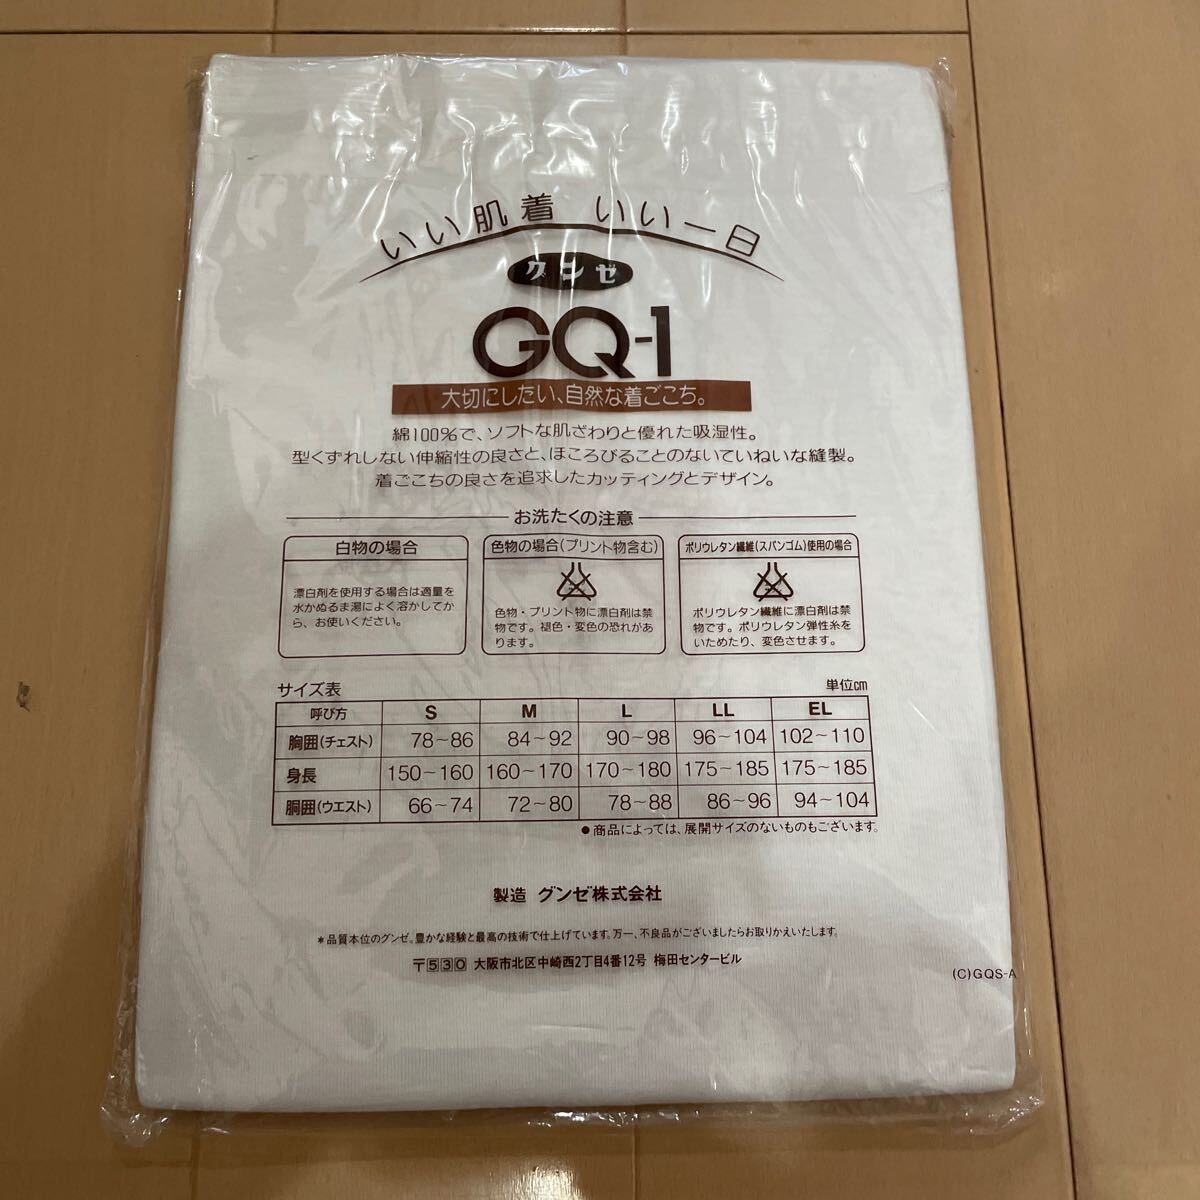 いい肌着 いい一日
グンゼ
GQ-1
大切にしたい、自然な着ごこち。
綿100%で、ソフトな肌ざわりと優れた吸湿性。
型くずれしない伸縮性の良さと、ほころびることのないていねいな縫製。
着ごこちの良さを追求したカッティングとデザイン。
お洗たくの注意
白物の場合
漂白剤を使用する場合は適量を
水かぬるま湯によく溶かしてか
ら、お使いください。
色物の場合(プリント物含む)
色物・プリント物に漂白剤は禁
物です。褪色・変色の恐れがあ
ります。
ポリウレタン繊維(スパンゴム)使用の場合
ポリウレタン繊維に漂白剤は禁
物です。ポリウレタン弾性糸を
いためたり、変色させます。
サイズ表 単位cm
呼び方 S M L LL EL
胸囲(チェスト) 78~86 84~92 90~98 96~104 102~110
身長 150~160 160~170 170~180 175~185 175~185
胴囲(ウエスト) 66~74 72~80 78~88 86~96 94~104
●商品によっては、展開サイズのないものもございます。
製造 グンゼ株式会社
*品質本位のグンゼ。豊かな経験と最高の技術で仕上げています。万一、不良品がございましたらお取りかえいたします。
〒530 大阪市北区中崎西2丁目4番12号 梅田センタービル
(C)GQS-A